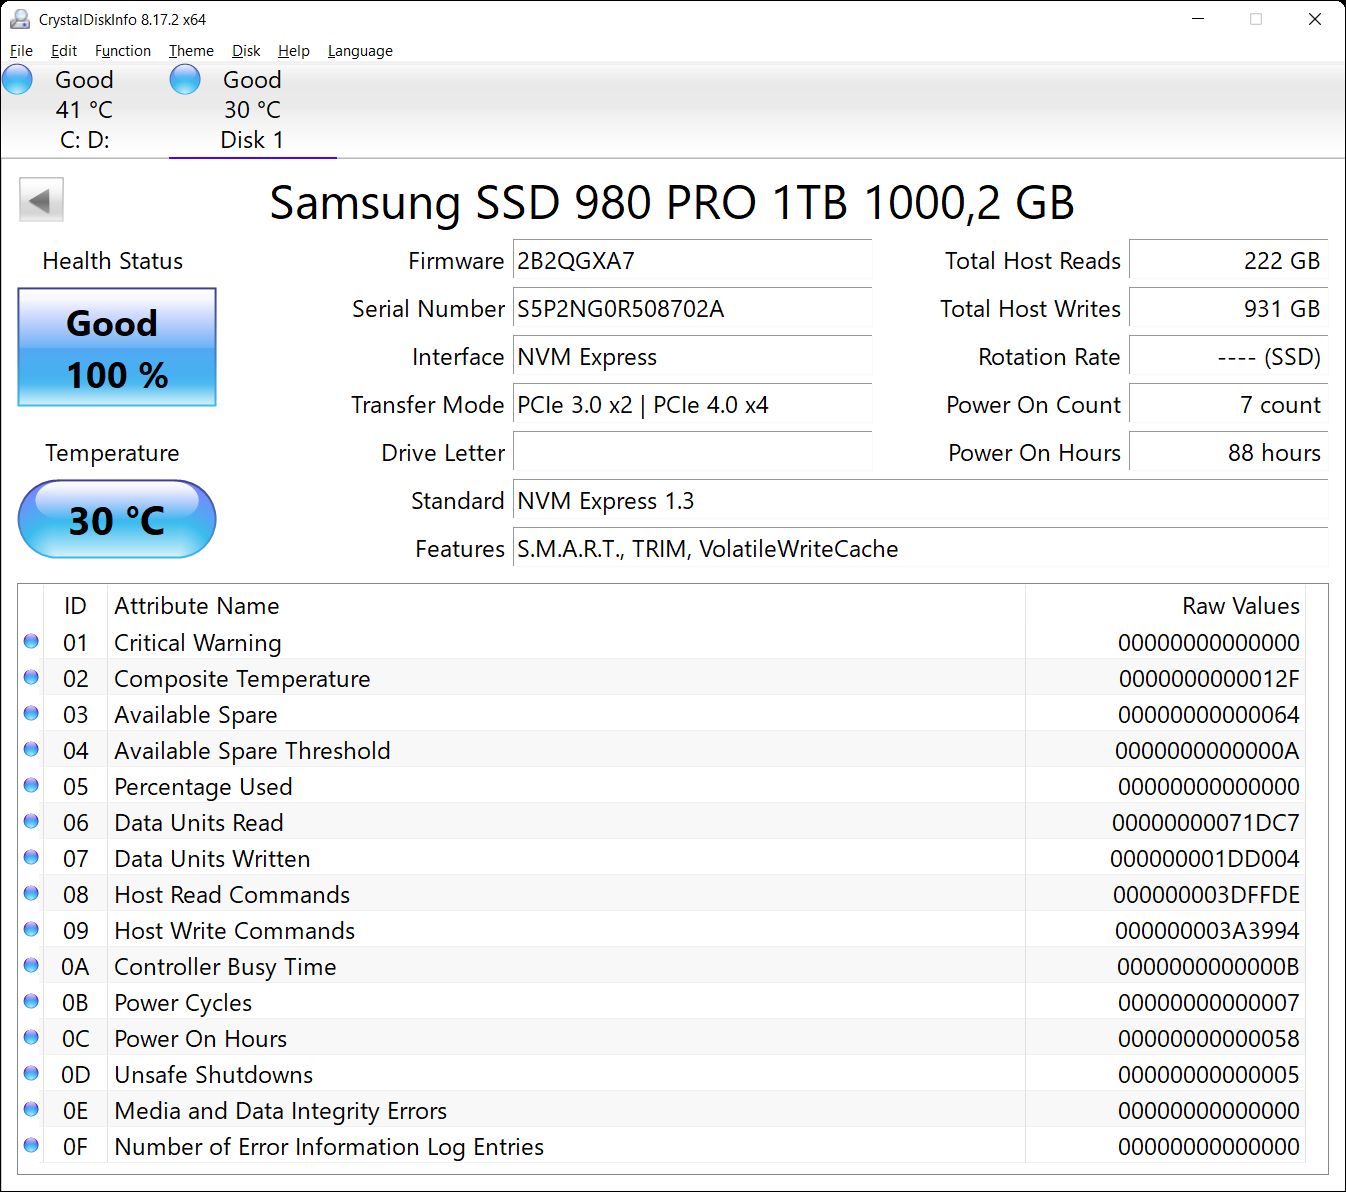 CrystalDiskInfo 8.17.2 x64
File Edit Function Theme Disk Help Language
Good Good
41 °C 30 °C
C: D: Disk 1
Samsung SSD 980 PRO 1TB 1000,2 GB
Health Status
Good
100 %
Temperature
30 °C
Firmware 2B2QGXA7
Serial Number S5P2NG0R508702A
Interface NVM Express
Transfer Mode PCIe 3.0 x2 | PCIe 4.0 x4
Drive Letter
Standard NVM Express 1.3
Features S.M.A.R.T., TRIM, VolatileWriteCache
Total Host Reads 222 GB
Total Host Writes 931 GB
Rotation Rate ---- (SSD)
Power On Count 7 count
Power On Hours 88 hours
ID Attribute Name Raw Values
01 Critical Warning 00000000000000
02 Composite Temperature 0000000000012F
03 Available Spare 00000000000064
04 Available Spare Threshold 0000000000000A
05 Percentage Used 00000000000000
06 Data Units Read 00000000071DC7
07 Data Units Written 000000001DD004
08 Host Read Commands 000000003DFFDE
09 Host Write Commands 000000003A3994
0A Controller Busy Time 0000000000000B
0B Power Cycles 00000000000007
0C Power On Hours 00000000000058
0D Unsafe Shutdowns 00000000000005
0E Media and Data Integrity Errors 00000000000000
0F Number of Error Information Log Entries 00000000000000